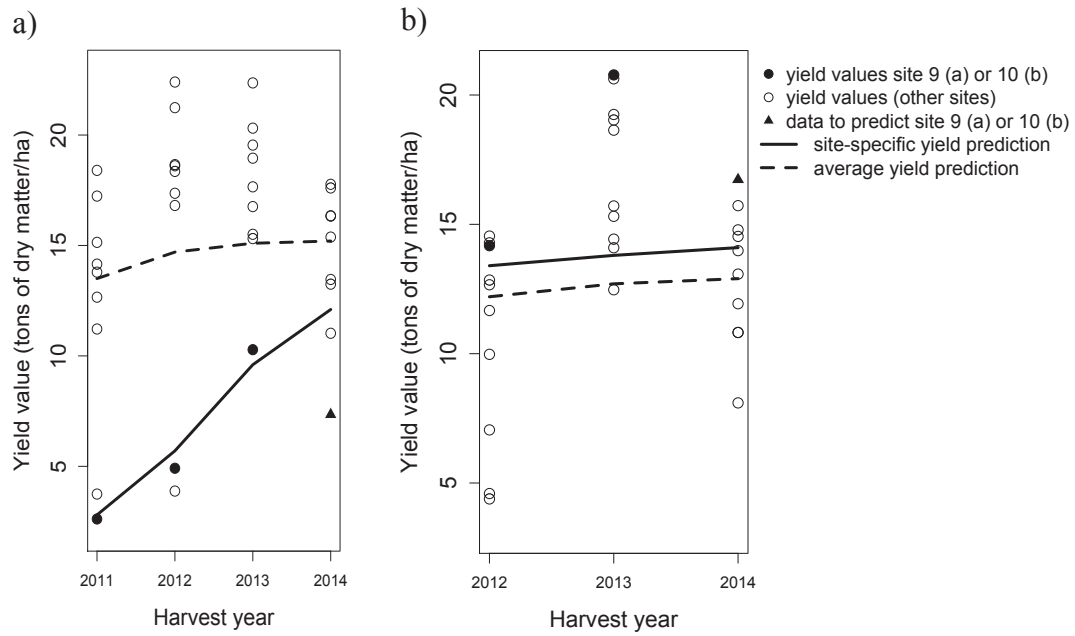 a)
Yield value (tons of dry matter/ha)
20
15
10
5
2011 2012 2013 2014
Harvest year
b)
Yield value (tons of dry matter/ha)
20
15
10
5
2012 2013 2014
Harvest year
yield values site 9 (a) or 10 (b)
yield values (other sites)
data to predict site 9 (a) or 10 (b)
site-specific yield prediction
average yield prediction